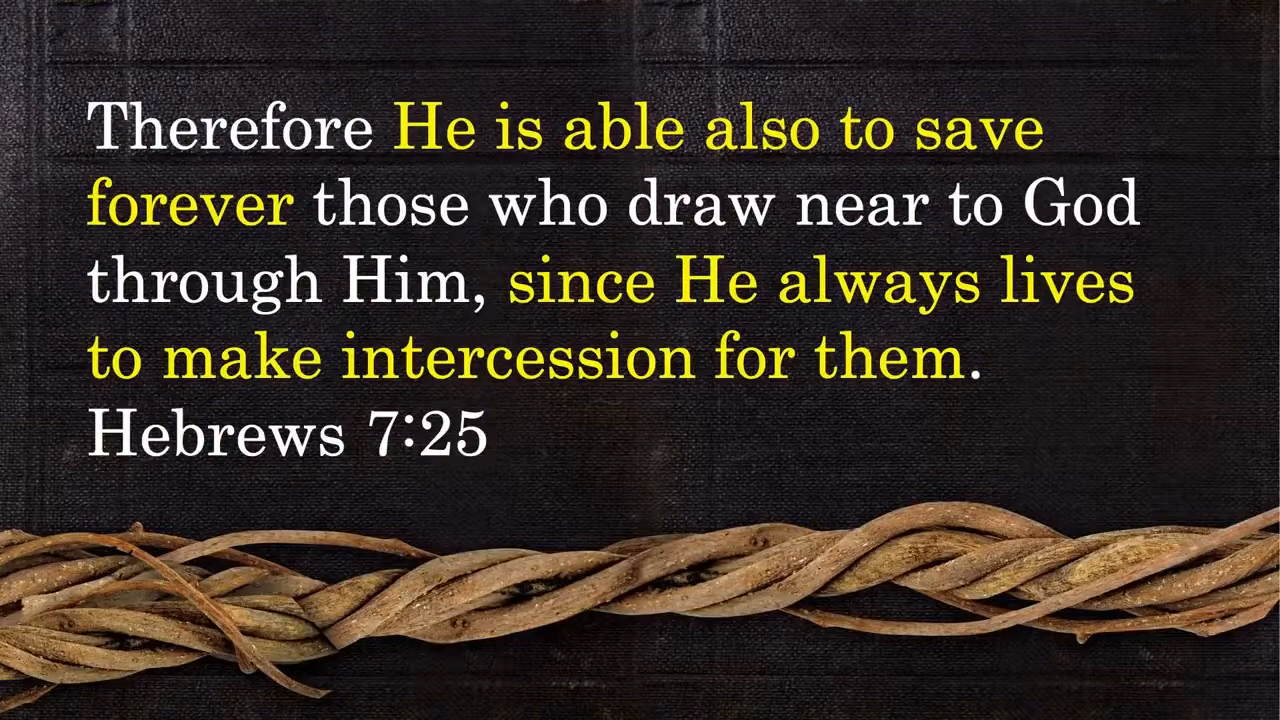 Therefore He is able also to save
forever those who draw near to God
through Him, since He always lives
to make intercession for them.
Hebrews 7:25